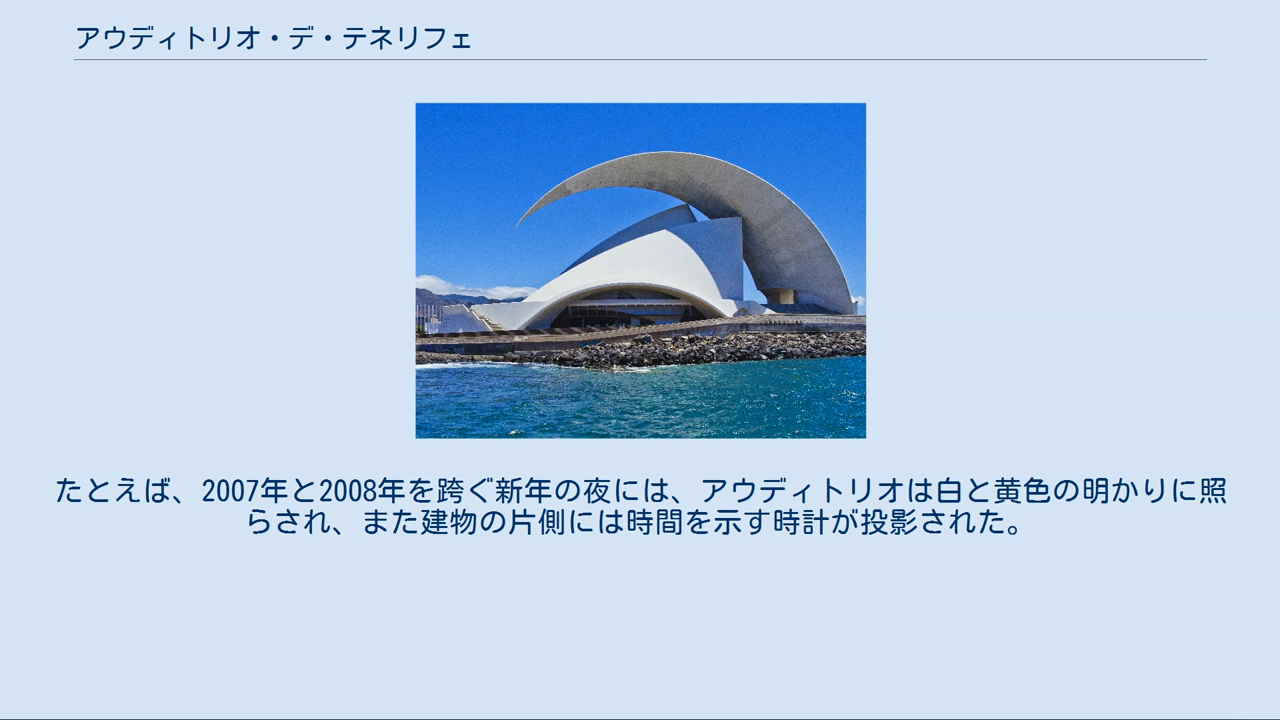 アウディトリオ・デ・テネリフェ
たとえば、2007年と2008年を跨ぐ新年の夜には、アウディトリオは白と黄色の明かりに照
らされ、また建物の片側には時間を示す時計が投影された。